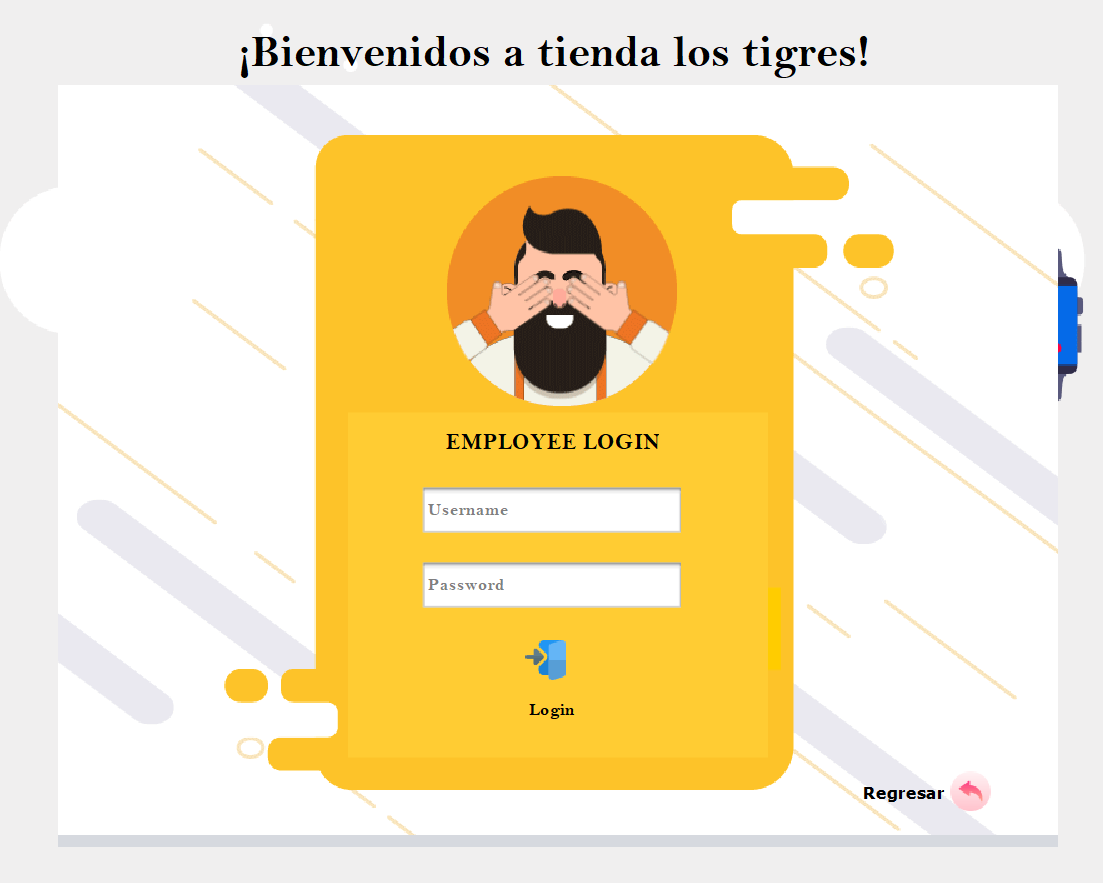 ¡Bienvenidos a tienda los tigres!
EMPLOYEE LOGIN
Username
Password
Login
Regresar